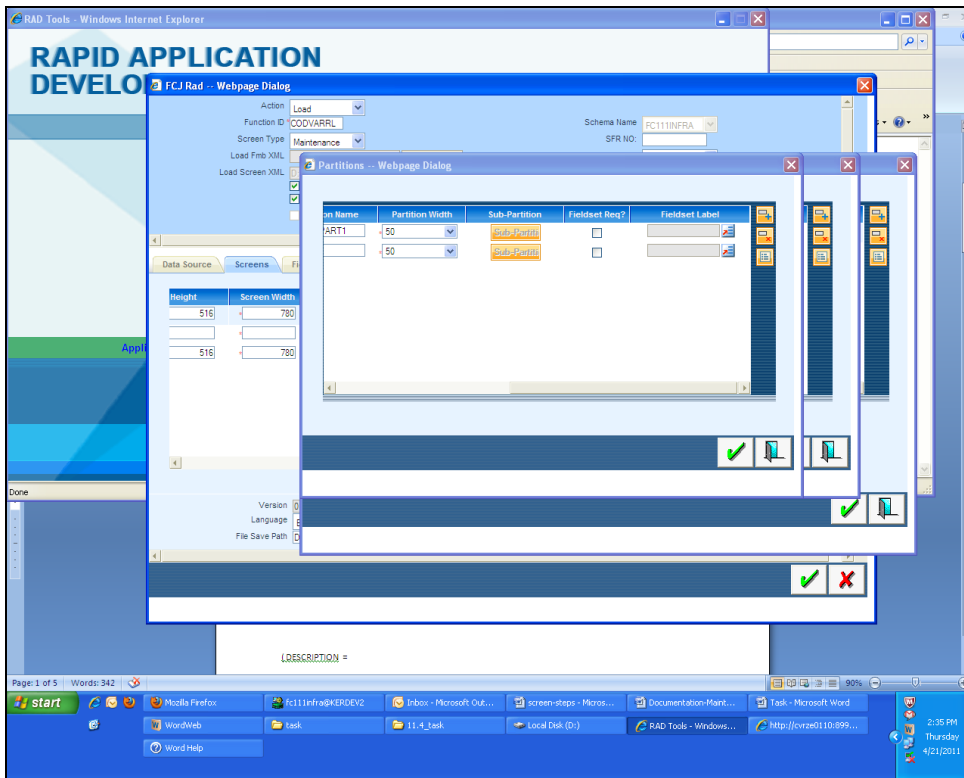 RAD Tools - Windows Internet Explorer
RAPID APPLICATION
DEVELO
FCJ Rad -- Webpage Dialog
Action Load
Function ID * CODVARRL
Schema Name FC111INFRA
Screen Type Maintenance
SFR NO:
Load Fmb XML
Load Screen XML D
Partitions -- Webpage Dialog
on Name Partition Width Sub-Partition Fieldset Req? Fieldset Label
PART1 * 50 Sub-Partiti
* 50 Sub-Partiti
Data Source Screens Fi
Height Screen Width
516 * 780
*
516 * 780
Appli
Done
Version 0
Language E
File Save Path D
( DESCRIPTION =
Page: 1 of 5 Words: 342 90%
start
Mozilla Firefox
fc111infra@KERDEV2
Inbox - Microsoft Out...
screen-steps - Micros...
Documentation-Maint...
Task - Microsoft Word
WordWeb
task
11.4_task
Local Disk (D:)
RAD Tools - Windows...
http://cvrze0110:899...
Word Help
2:35 PM
Thursday
4/21/2011